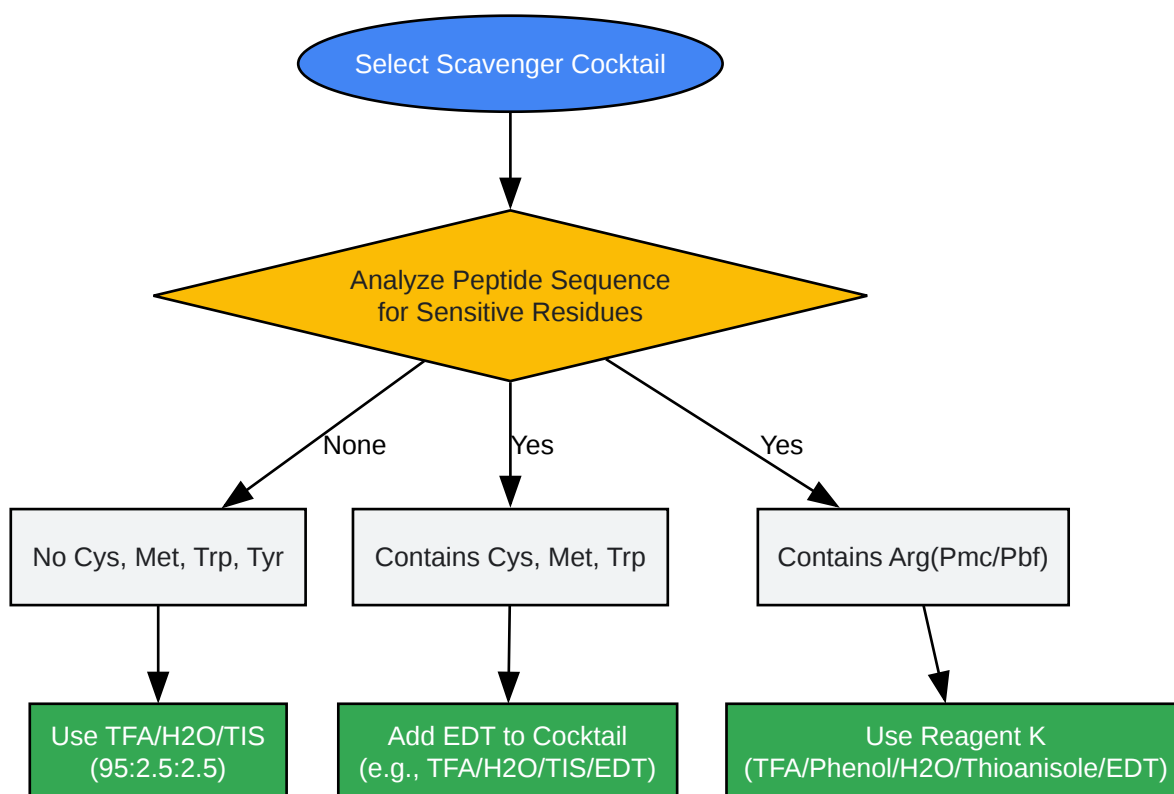 Select Scavenger Cocktail
Analyze Peptide Sequence
for Sensitive Residues
None
Yes
Yes
No Cys, Met, Trp, Tyr
Contains Cys, Met, Trp
Contains Arg(Pmc/Pbf)
Use TFA/H2O/TIS
(95:2.5:2.5)
Add EDT to Cocktail
(e.g., TFA/H2O/TIS/EDT)
Use Reagent K
(TFA/Phenol/H2O/Thioanisole/EDT)